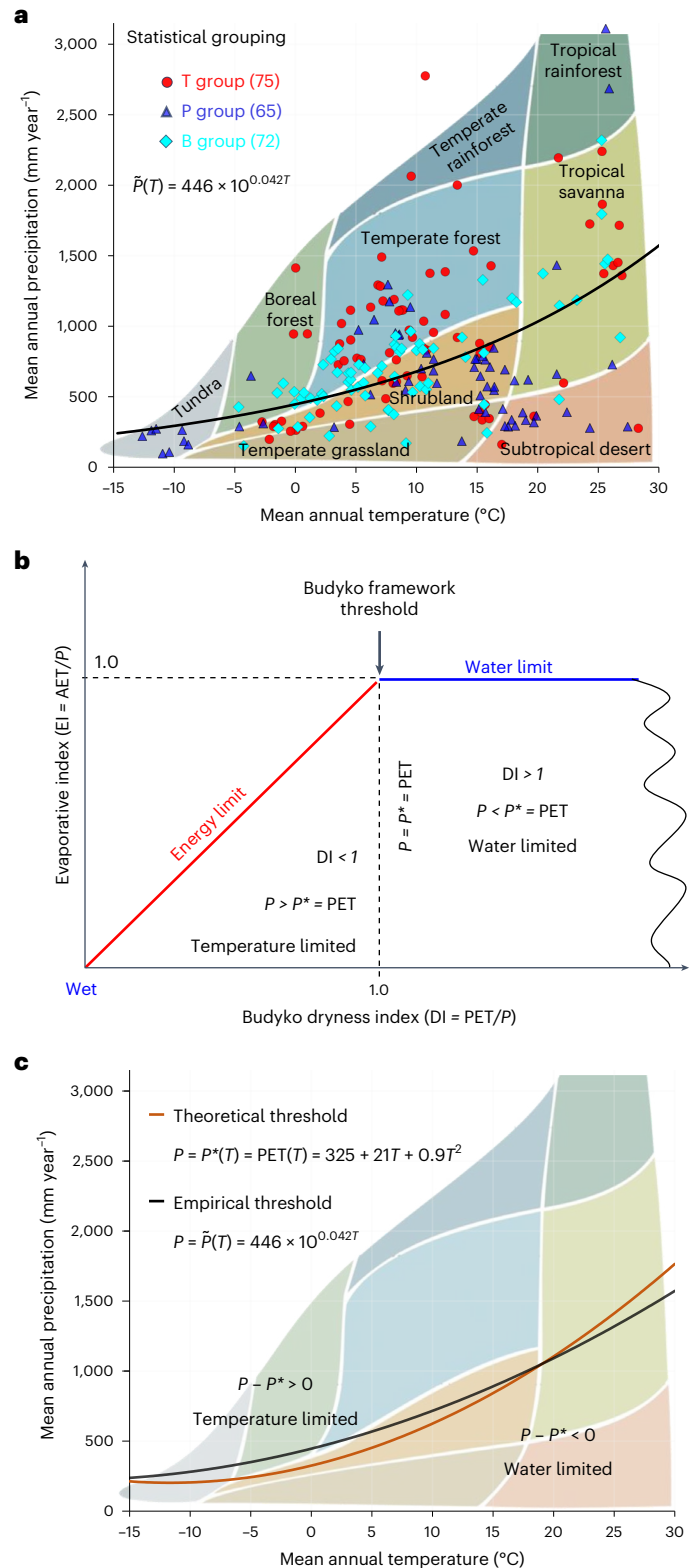 a
Statistical grouping
T group (75)
P group (65)
B group (72)
P̃(T) = 446 × 10^0.042T
Tropical
rainforest
Temperate
rainforest
Tropical
savanna
Temperate forest
Boreal
forest
Tundra
Shrubland
Temperate grassland
Subtropical desert
3,000
2,500
2,000
1,500
1,000
500
0
Mean annual precipitation (mm year⁻¹)
−15 −10 −5 0 5 10 15 20 25 30
Mean annual temperature (°C)
b
Budyko framework
threshold
1.0
Water limit
Energy limit
Evaporative index (EI = AET/P)
P = P* = PET
DI > 1
P < P* = PET
Water limited
DI < 1
P > P* = PET
Temperature limited
Wet
1.0
Budyko dryness index (DI = PET/P)
c
Theoretical threshold
P = P*(T) = PET(T) = 325 + 21T + 0.9T²
Empirical threshold
P = P̃(T) = 446 × 10^0.042T
P − P* > 0
Temperature limited
P − P* < 0
Water limited
3,000
2,500
2,000
1,500
1,000
500
0
Mean annual precipitation (mm year⁻¹)
−15 −10 −5 0 5 10 15 20 25 30
Mean annual temperature (°C)